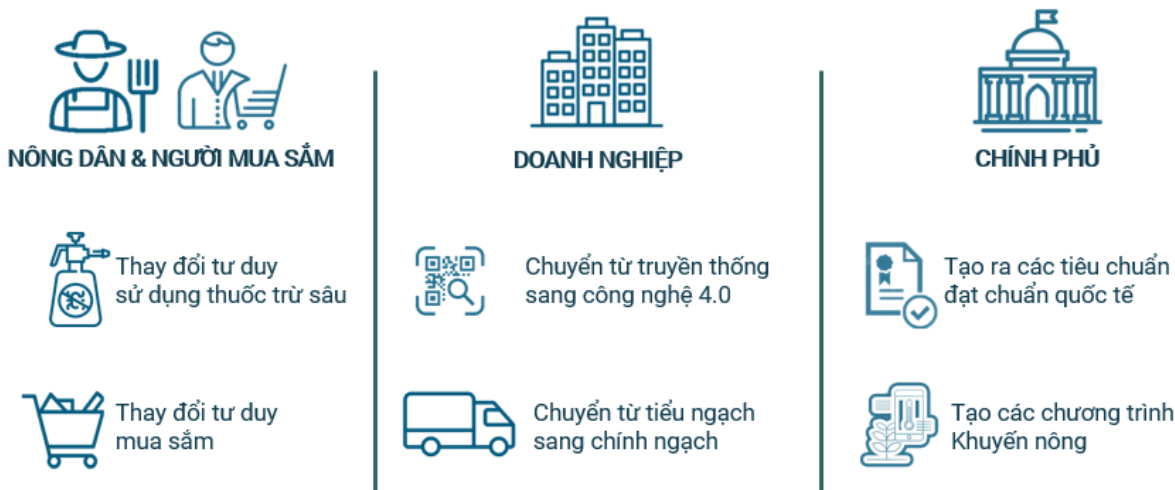 NÔNG DÂN & NGƯỜI MUA SẮM
Thay đổi tư duy
sử dụng thuốc trừ sâu
Thay đổi tư duy
mua sắm
DOANH NGHIỆP
Chuyển từ truyền thống
sang công nghệ 4.0
Chuyển từ tiểu ngạch
sang chính ngạch
CHÍNH PHỦ
Tạo ra các tiêu chuẩn
đạt chuẩn quốc tế
Tạo các chương trình
Khuyến nông